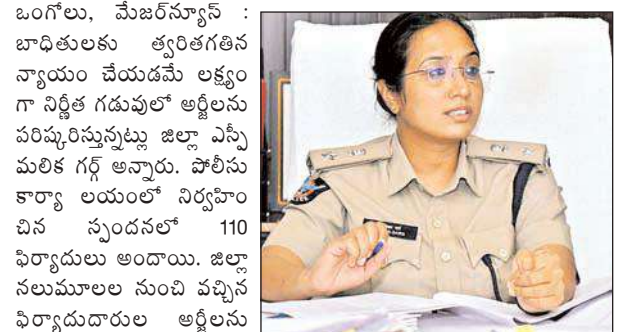 ఒంగోలు, మేజర్‌న్యూస్ :
బాధితులకు త్వరితగతిన
న్యాయం చేయడమే లక్ష్యం
గా నిర్ణీత గడువులో అర్జీలను
పరిష్కరిస్తున్నట్లు జిల్లా ఎస్పీ
మలిక గర్గ్ అన్నారు. పోలీసు
కార్యా లయంలో నిర్వహిం
చిన స్పందనలో 110
ఫిర్యాదులు అందాయి. జిల్లా
నలుమూలల నుంచి వచ్చిన
ఫిర్యాదుదారుల అర్జీలను